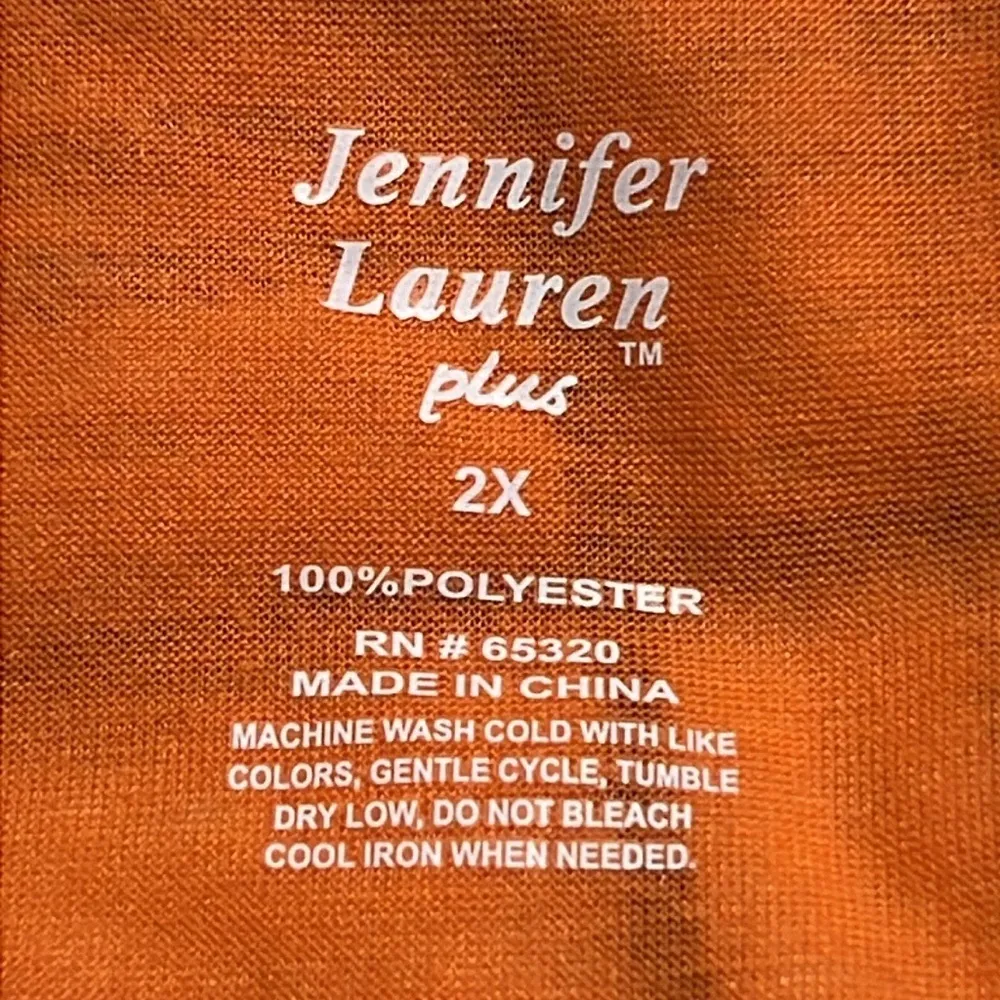 Jennifer
Lauren
TM
plus
2X
100%POLYESTER
RN # 65320
MADE IN CHINA
MACHINE WASH COLD WITH LIKE
COLORS, GENTLE CYCLE, TUMBLE
DRY LOW, DO NOT BLEACH
COOL IRON WHEN NEEDED.